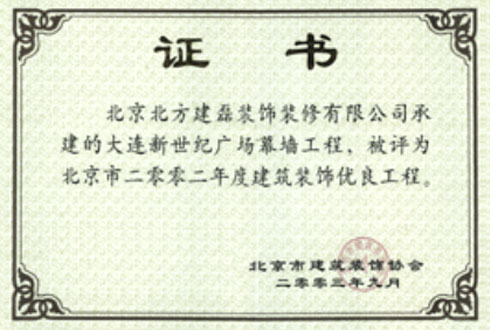 证书
北京北方建磊装饰装修有限公司承
建的大连新世纪广场幕墙工程，被评为
北京市二零零二年度建筑装饰优良工程。
北京市建筑装饰协会
二零零三年九月